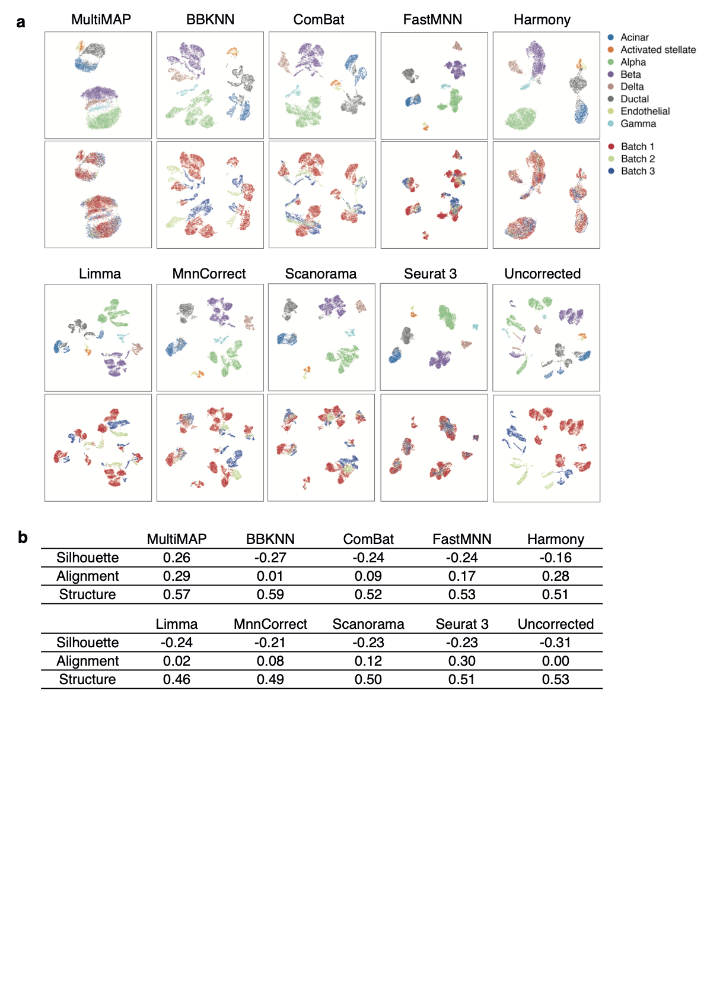 a
MultiMAP BBKNN ComBat FastMNN Harmony
Acinar
Activated stellate
Alpha
Beta
Delta
Ductal
Endothelial
Gamma
Batch 1
Batch 2
Batch 3
Limma MnnCorrect Scanorama Seurat 3 Uncorrected
b
MultiMAP BBKNN ComBat FastMNN Harmony
Silhouette 0.26 -0.27 -0.24 -0.24 -0.16
Alignment 0.29 0.01 0.09 0.17 0.28
Structure 0.57 0.59 0.52 0.53 0.51
Limma MnnCorrect Scanorama Seurat 3 Uncorrected
Silhouette -0.24 -0.21 -0.23 -0.23 -0.31
Alignment 0.02 0.08 0.12 0.30 0.00
Structure 0.46 0.49 0.50 0.51 0.53